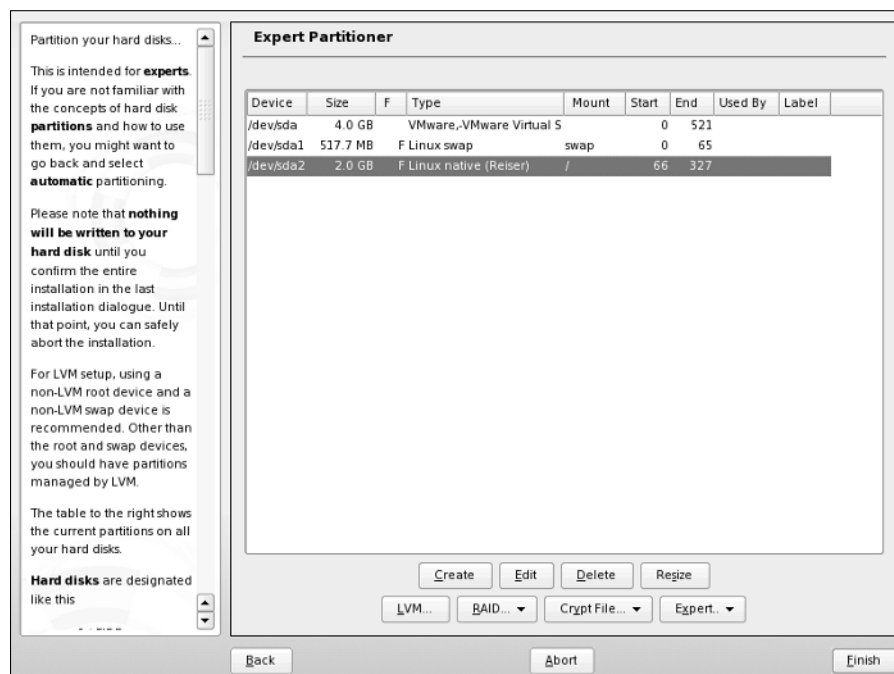 Partition your hard disks...
This is intended for experts.
If you are not familiar with
the concepts of hard disk
partitions and how to use
them, you might want to
go back and select
automatic partitioning.
Please note that nothing
will be written to your
hard disk until you
confirm the entire
installation in the last
installation dialogue. Until
that point, you can safely
abort the installation.
For LVM setup, using a
non-LVM root device and a
non-LVM swap device is
recommended. Other than
the root and swap devices,
you should have partitions
managed by LVM.
The table to the right shows
the current partitions on all
your hard disks.
Hard disks are designated
like this
Expert Partitioner
Device Size F Type Mount Start End Used By Label
/dev/sda 4.0 GB VMware,-VMware Virtual S 0 521
/dev/sda1 517.7 MB F Linux swap swap 0 65
/dev/sda2 2.0 GB F Linux native (Reiser) / 66 327
Create Edit Delete Resize
LVM... RAID... Crypt File... Expert..
Back Abort Finish